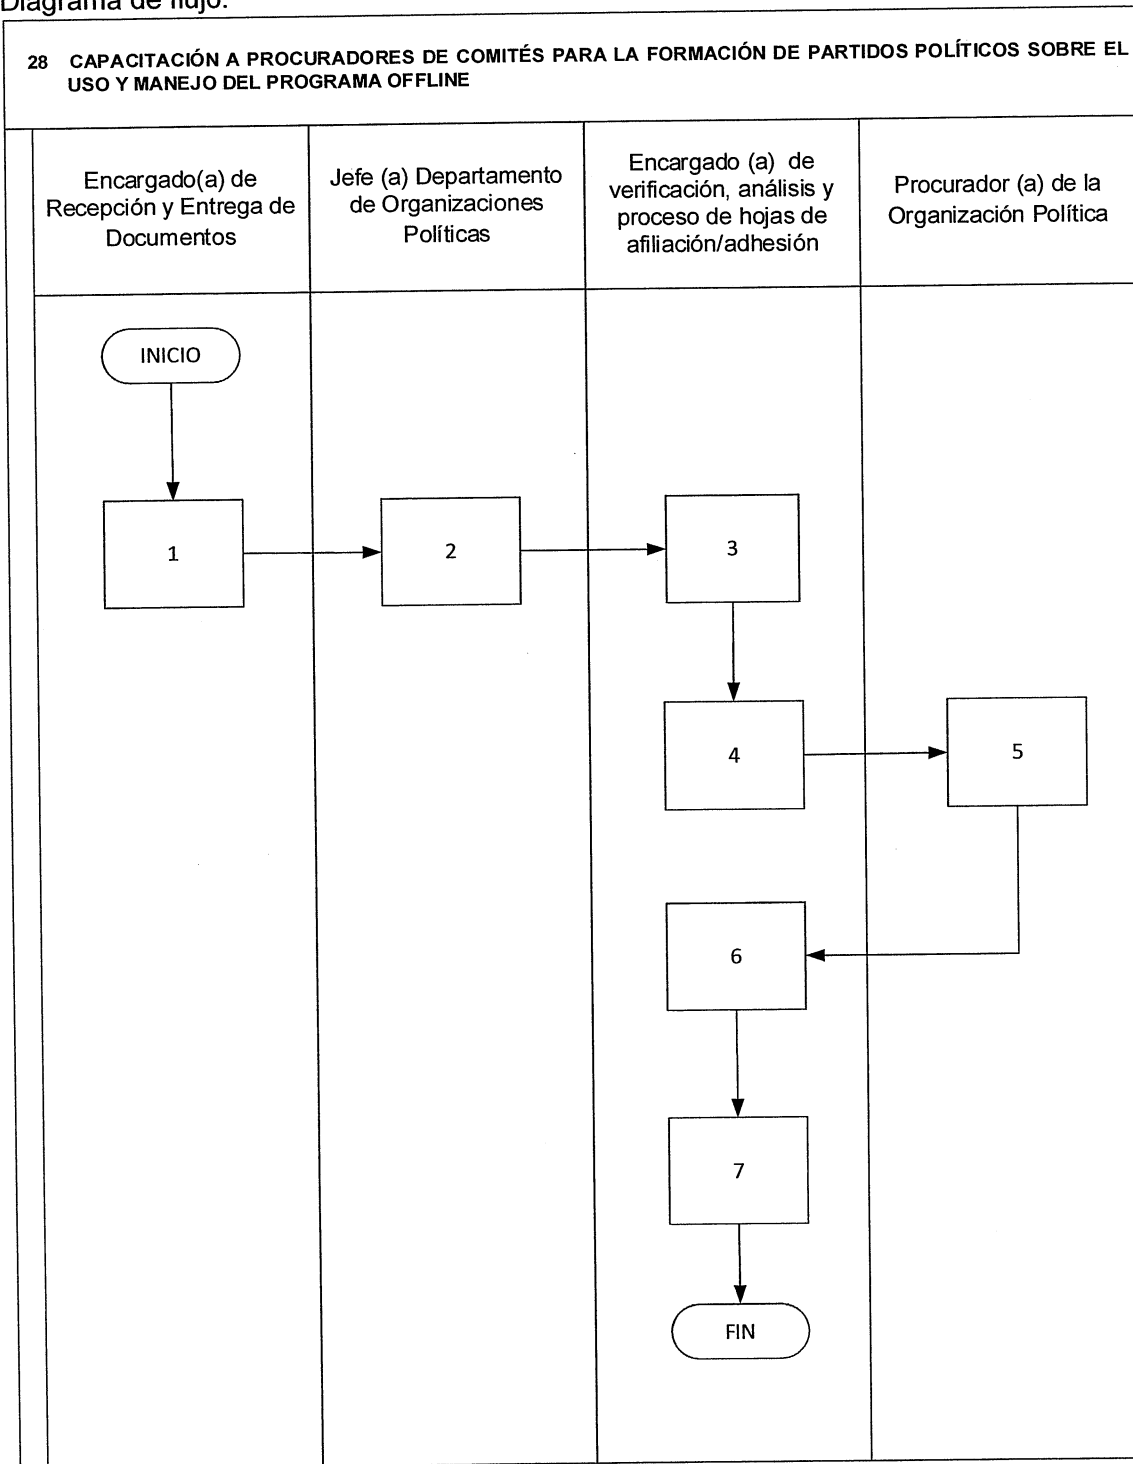 Diagrama de flujo.
28 CAPACITACIÓN A PROCURADORES DE COMITÉS PARA LA FORMACIÓN DE PARTIDOS POLÍTICOS SOBRE EL
USO Y MANEJO DEL PROGRAMA OFFLINE
Encargado(a) de
Recepción y Entrega de
Documentos
Jefe (a) Departamento
de Organizaciones
Políticas
Encargado (a) de
verificación, análisis y
proceso de hojas de
afiliación/adhesión
Procurador (a) de la
Organización Política
INICIO
1
2
3
4
5
6
7
FIN